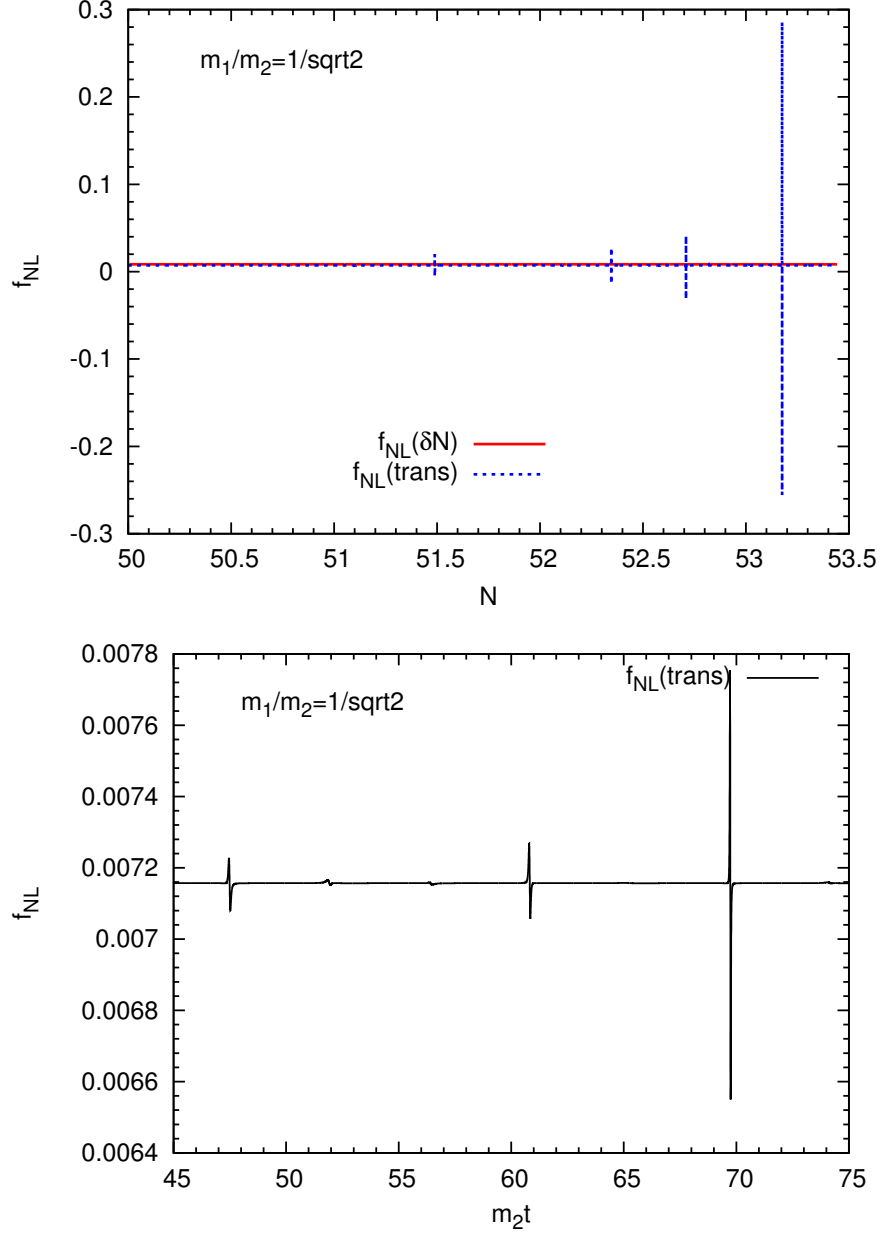 0.3
m1/m2=1/sqrt2
0.2
0.1
fNL
0
-0.1
fNL(δN)
-0.2
fNL(trans)
-0.3
50 50.5 51 51.5 52 52.5 53 53.5
N
0.0078
fNL(trans)
m1/m2=1/sqrt2
0.0076
0.0074
0.0072
fNL
0.007
0.0068
0.0066
0.0064
45 50 55 60 65 70 75
m2t